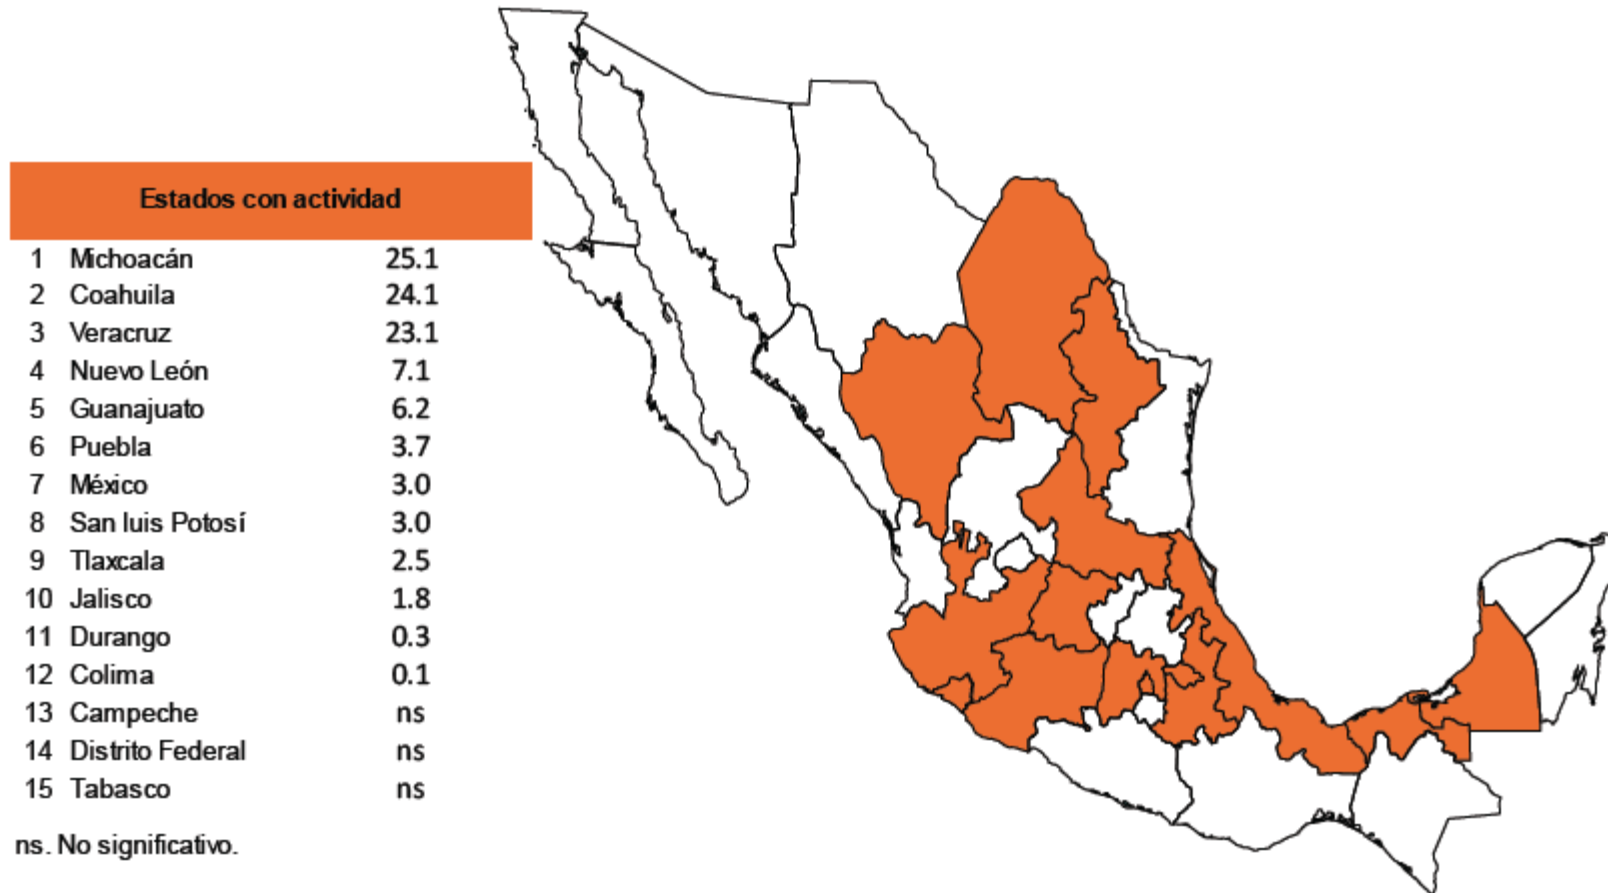 Estados con actividad
1 Michoacán 25.1
2 Coahuila 24.1
3 Veracruz 23.1
4 Nuevo León 7.1
5 Guanajuato 6.2
6 Puebla 3.7
7 México 3.0
8 San luis Potosí 3.0
9 Tlaxcala 2.5
10 Jalisco 1.8
11 Durango 0.3
12 Colima 0.1
13 Campeche ns
14 Distrito Federal ns
15 Tabasco ns
ns. No significativo.